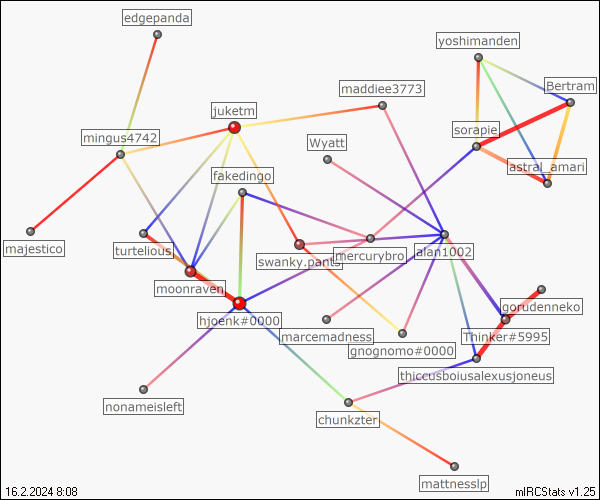 edgepanda
yoshimanden
Bertram
maddiee3773
juketm
sorapie
mingus4742
Wyatt
astral_amari
fakedingo
majestico
turtelious
alan1002
mercurybro
swanky.pants
moonraven
gorudenneko
hjoenk#0000
marcemadness
Thinker#5995
gnognomo#0000
thiccusboiusalexusjoneus
nonameisleft
chunkzter
mattnesslp
16.2.2024 8:08
mIRCStats v1.25